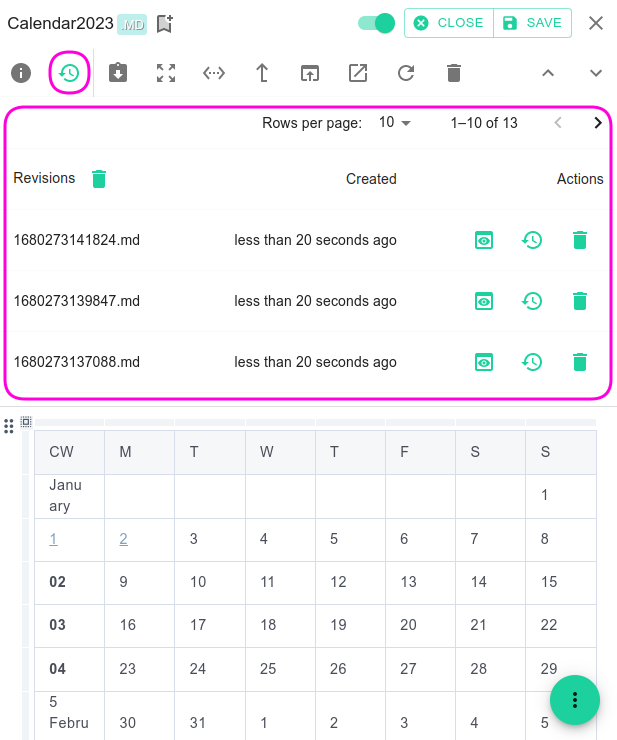 Calendar2023 .MD CLOSE SAVE
Rows per page: 10 1–10 of 13
Revisions Created Actions
1680273141824.md less than 20 seconds ago
1680273139847.md less than 20 seconds ago
1680273137088.md less than 20 seconds ago
CW M T W T F S S
Janu
ary 1
1 2 3 4 5 6 7 8
02 9 10 11 12 13 14 15
03 16 17 18 19 20 21 22
04 23 24 25 26 27 28 29
5
Febru 30 31 1 2 3 4 5